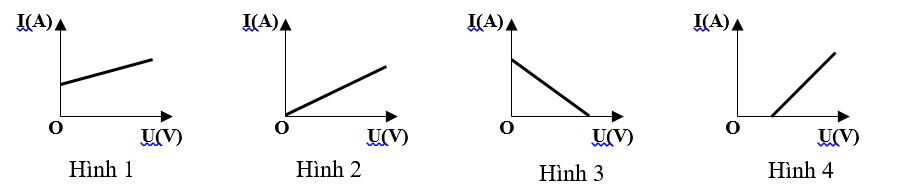 I(A)
O
U(V)
Hình 1
I(A)
O
U(V)
Hình 2
I(A)
O
U(V)
Hình 3
I(A)
O
U(V)
Hình 4